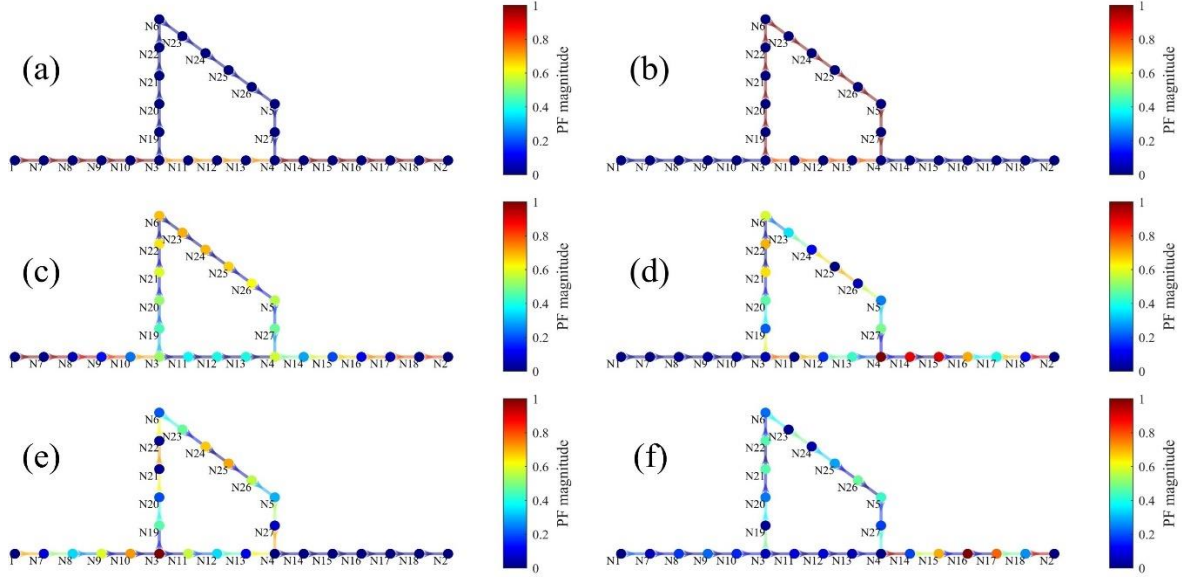 (a)
N6
N23
N22
N24
N21
N25
N26
N20
N5
N19
N27
1 N7 N8 N9 N10 N3 N11 N12 N13 N4 N14 N15 N16 N17 N18 N2
1
0.8
0.6
0.4
0.2
0
PF magnitude
(b)
N6
N23
N22
N24
N21
N25
N26
N20
N5
N19
N27
N1 N7 N8 N9 N10 N3 N11 N12 N13 N4 N14 N15 N16 N17 N18 N2
1
0.8
0.6
0.4
0.2
0
PF magnitude
(c)
N6
N23
N22
N24
N21
N25
N26
N20
N5
N19
N27
1 N7 N8 N9 N10 N3 N11 N12 N13 N4 N14 N15 N16 N17 N18 N2
1
0.8
0.6
0.4
0.2
0
PF magnitude
(d)
N6
N23
N22
N24
N21
N25
N26
N20
N5
N19
N27
N1 N7 N8 N9 N10 N3 N11 N12 N13 N4 N14 N15 N16 N17 N18 N2
1
0.8
0.6
0.4
0.2
0
PF magnitude
(e)
N6
N23
N22
N24
N21
N25
N26
N20
N5
N19
N27
1 N7 N8 N9 N10 N3 N11 N12 N13 N4 N14 N15 N16 N17 N18 N2
1
0.8
0.6
0.4
0.2
0
PF magnitude
(f)
N6
N23
N22
N24
N21
N25
N26
N20
N5
N19
N27
N1 N7 N8 N9 N10 N3 N11 N12 N13 N4 N14 N15 N16 N17 N18 N2
1
0.8
0.6
0.4
0.2
0
PF magnitude